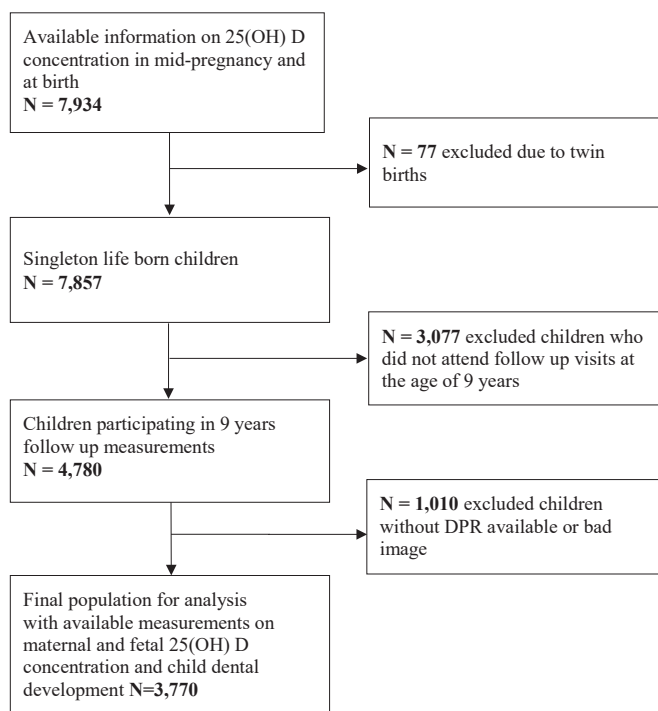 Available information on 25(OH) D
concentration in mid-pregnancy and
at birth
N = 7,934
N = 77 excluded due to twin
births
Singleton life born children
N = 7,857
N = 3,077 excluded children who
did not attend follow up visits at
the age of 9 years
Children participating in 9 years
follow up measurements
N = 4,780
N = 1,010 excluded children
without DPR available or bad
image
Final population for analysis
with available measurements on
maternal and fetal 25(OH) D
concentration and child dental
development N=3,770